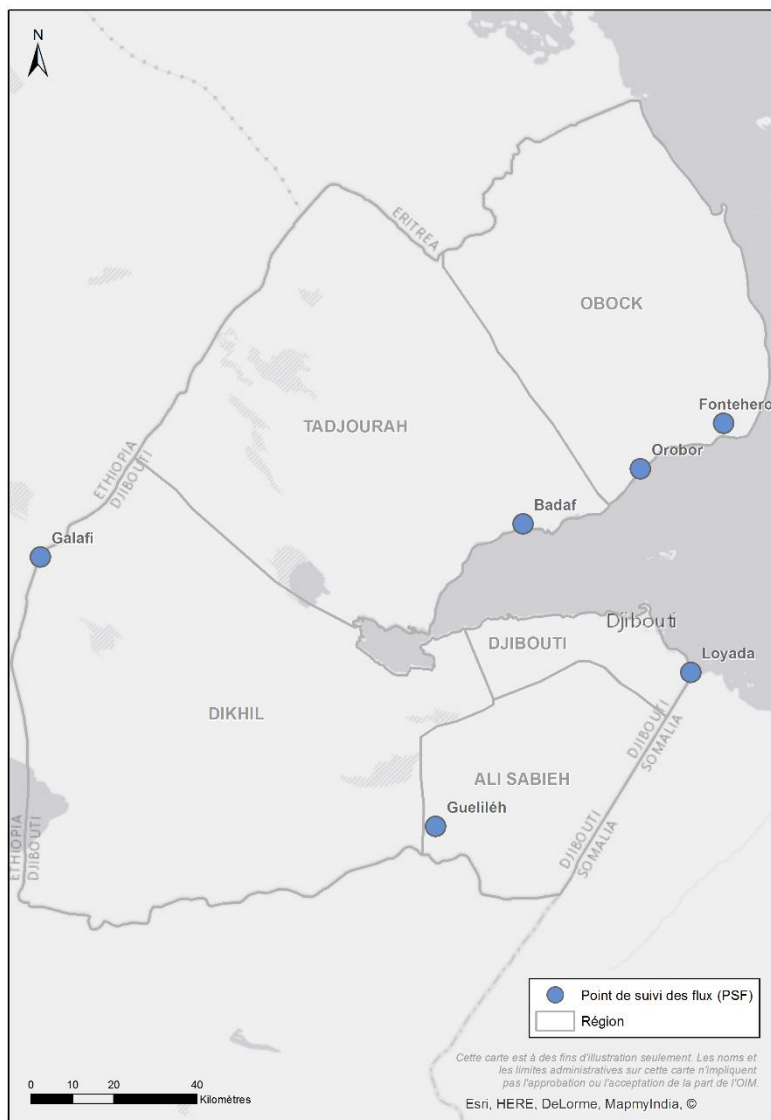 N
ERITREA
OBOCK
Fontehero
TADJOURAH
Orobor
ETHIOPIA
DJIBOUTI
Badaf
Galafi
Djibouti
DJIBOUTI
Loyada
DIKHIL
DJIBOUTI
SOMALIA
ALI SABIEH
Gueliléh
ETHIOPIA
DJIBOUTI
DJIBOUTI
SOMALIA
Point de suivi des flux (PSF)
Région
Cette carte est à des fins d'illustration seulement. Les noms et
les limites administratives sur cette carte n'impliquent
pas l'approbation ou l'acceptation de la part de l'OIM.
0 20 40
Kilomètres
Esri, HERE, DeLorme, MapmyIndia, ©